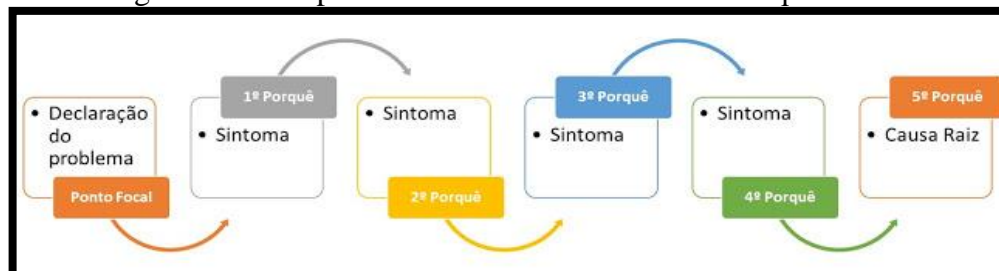 • Declaração
do
problema
Ponto Focal
1º Porquê
• Sintoma
• Sintoma
2º Porquê
3º Porquê
• Sintoma
• Sintoma
4º Porquê
5º Porquê
• Causa Raiz